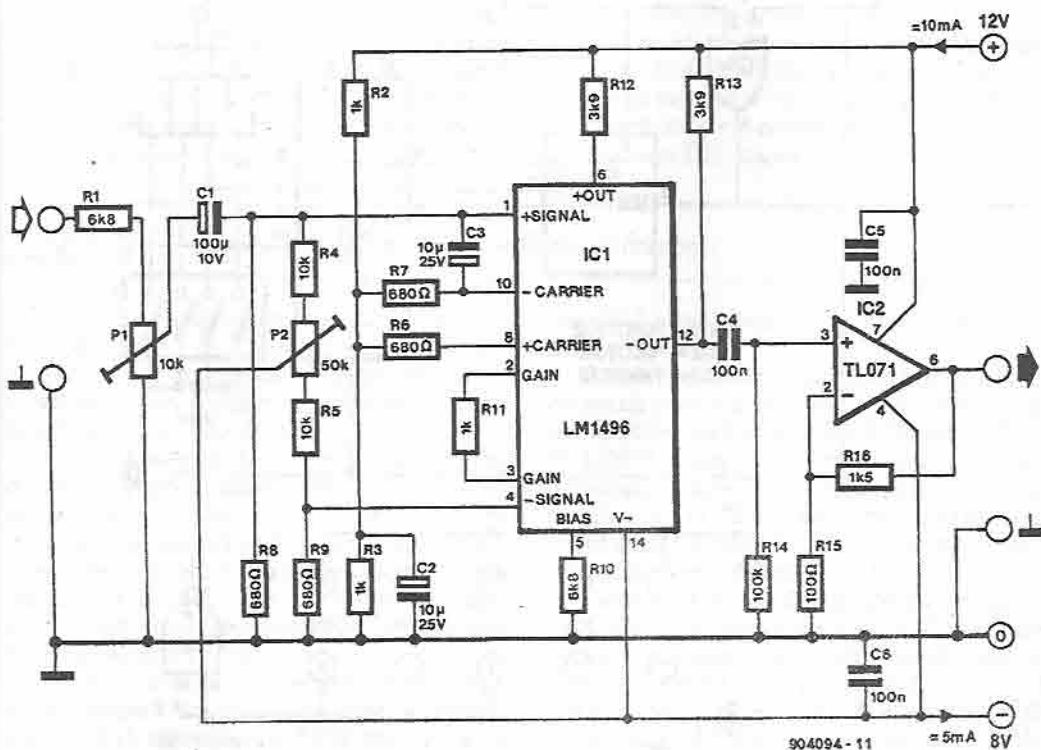 ≈10mA
12V
+
R2
1k
R12
3k9
R13
3k9
6
+OUT
R1
6k8
C1
100µ
10V
1
+SIGNAL
IC1
C3
10µ
25V
R4
10k
R7
680Ω
10
-CARRIER
R6
680Ω
8
+CARRIER
-OUT
12
C4
100n
C5
100n
IC2
3
+
7
TL071
6
2
-
4
P1
10k
P2
50k
R5
10k
2
GAIN
R11
1k
LM1496
3
GAIN
4
-SIGNAL
BIAS
V-
5
14
R16
1k5
R8
680Ω
R9
680Ω
R3
1k
C2
10µ
25V
R10
6k8
R14
100k
R15
100Ω
0
C6
100n
904094-11
≈5mA
-
8V